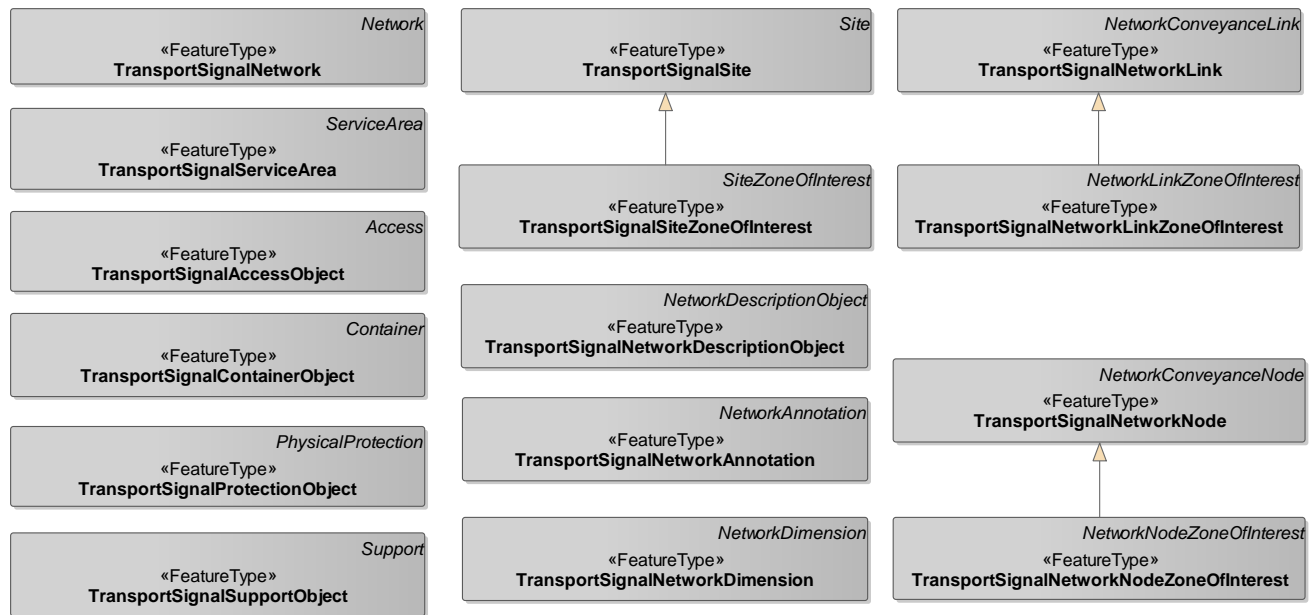 Network
«FeatureType»
TransportSignalNetwork
ServiceArea
«FeatureType»
TransportSignalServiceArea
Access
«FeatureType»
TransportSignalAccessObject
Container
«FeatureType»
TransportSignalContainerObject
PhysicalProtection
«FeatureType»
TransportSignalProtectionObject
Support
«FeatureType»
TransportSignalSupportObject
Site
«FeatureType»
TransportSignalSite
SiteZoneOfInterest
«FeatureType»
TransportSignalSiteZoneOfInterest
NetworkDescriptionObject
«FeatureType»
TransportSignalNetworkDescriptionObject
NetworkAnnotation
«FeatureType»
TransportSignalNetworkAnnotation
NetworkDimension
«FeatureType»
TransportSignalNetworkDimension
NetworkConveyanceLink
«FeatureType»
TransportSignalNetworkLink
NetworkLinkZoneOfInterest
«FeatureType»
TransportSignalNetworkLinkZoneOfInterest
NetworkConveyanceNode
«FeatureType»
TransportSignalNetworkNode
NetworkNodeZoneOfInterest
«FeatureType»
TransportSignalNetworkNodeZoneOfInterest